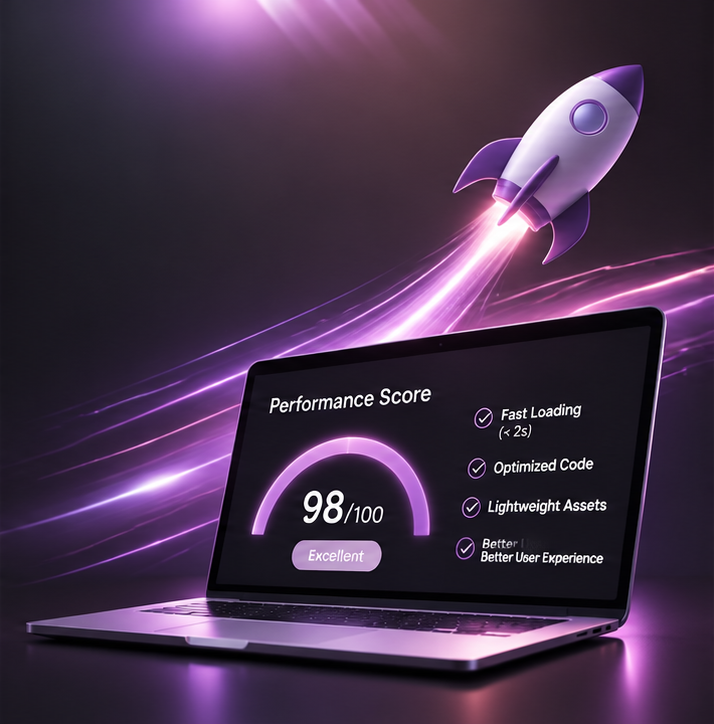 Performance Score
98/100
Excellent
Fast Loading
(< 2s)
Optimized Code
Lightweight Assets
Better
Better User Experience